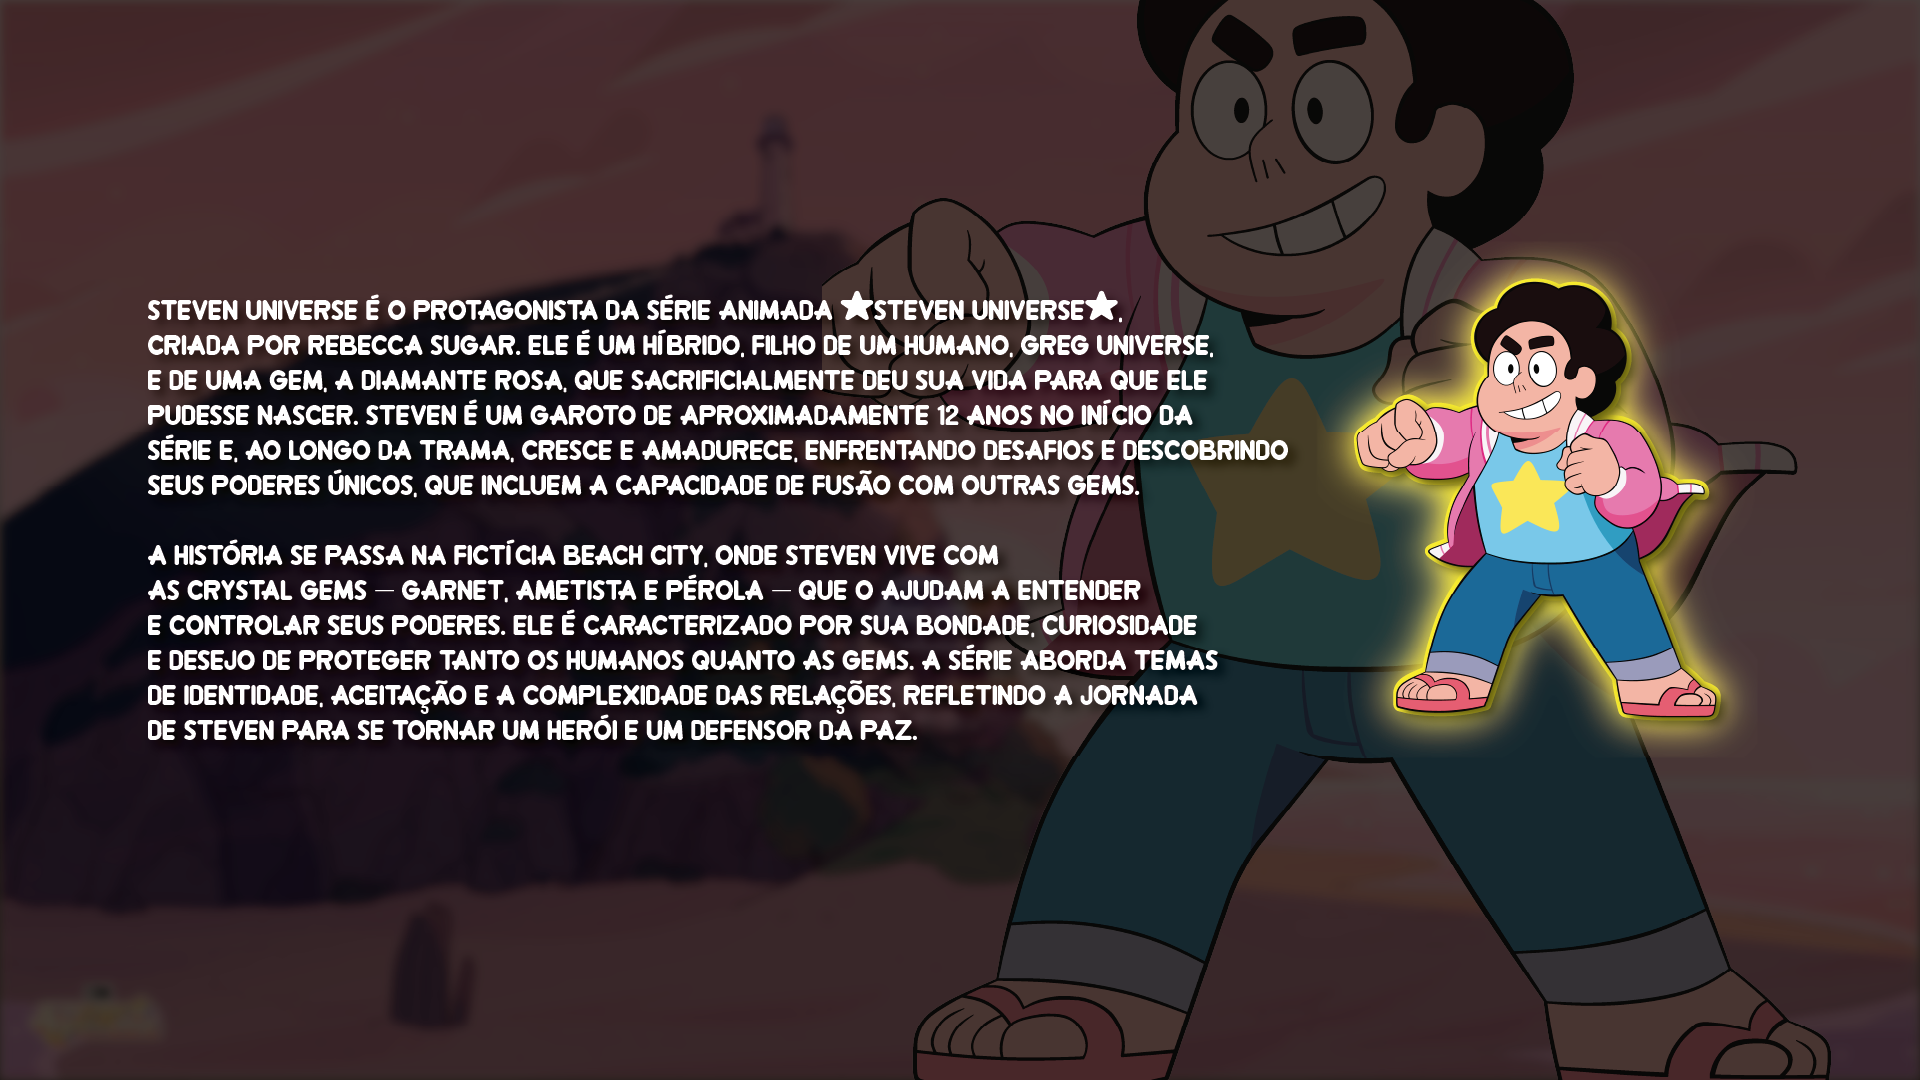 STEVEN UNIVERSE É O PROTAGONISTA DA SÉRIE ANIMADA ★STEVEN UNIVERSE★,
CRIADA POR REBECCA SUGAR. ELE É UM HÍBRIDO, FILHO DE UM HUMANO, GREG UNIVERSE,
E DE UMA GEM, A DIAMANTE ROSA, QUE SACRIFICIALMENTE DEU SUA VIDA PARA QUE ELE
PUDESSE NASCER. STEVEN É UM GAROTO DE APROXIMADAMENTE 12 ANOS NO INÍCIO DA
SÉRIE E, AO LONGO DA TRAMA, CRESCE E AMADURECE, ENFRENTANDO DESAFIOS E DESCOBRINDO
SEUS PODERES ÚNICOS, QUE INCLUEM A CAPACIDADE DE FUSÃO COM OUTRAS GEMS.
A HISTÓRIA SE PASSA NA FICTÍCIA BEACH CITY, ONDE STEVEN VIVE COM
AS CRYSTAL GEMS — GARNET, AMETISTA E PÉROLA — QUE O AJUDAM A ENTENDER
E CONTROLAR SEUS PODERES. ELE É CARACTERIZADO POR SUA BONDADE, CURIOSIDADE
E DESEJO DE PROTEGER TANTO OS HUMANOS QUANTO AS GEMS. A SÉRIE ABORDA TEMAS
DE IDENTIDADE, ACEITAÇÃO E A COMPLEXIDADE DAS RELAÇÕES, REFLETINDO A JORNADA
DE STEVEN PARA SE TORNAR UM HERÓI E UM DEFENSOR DA PAZ.